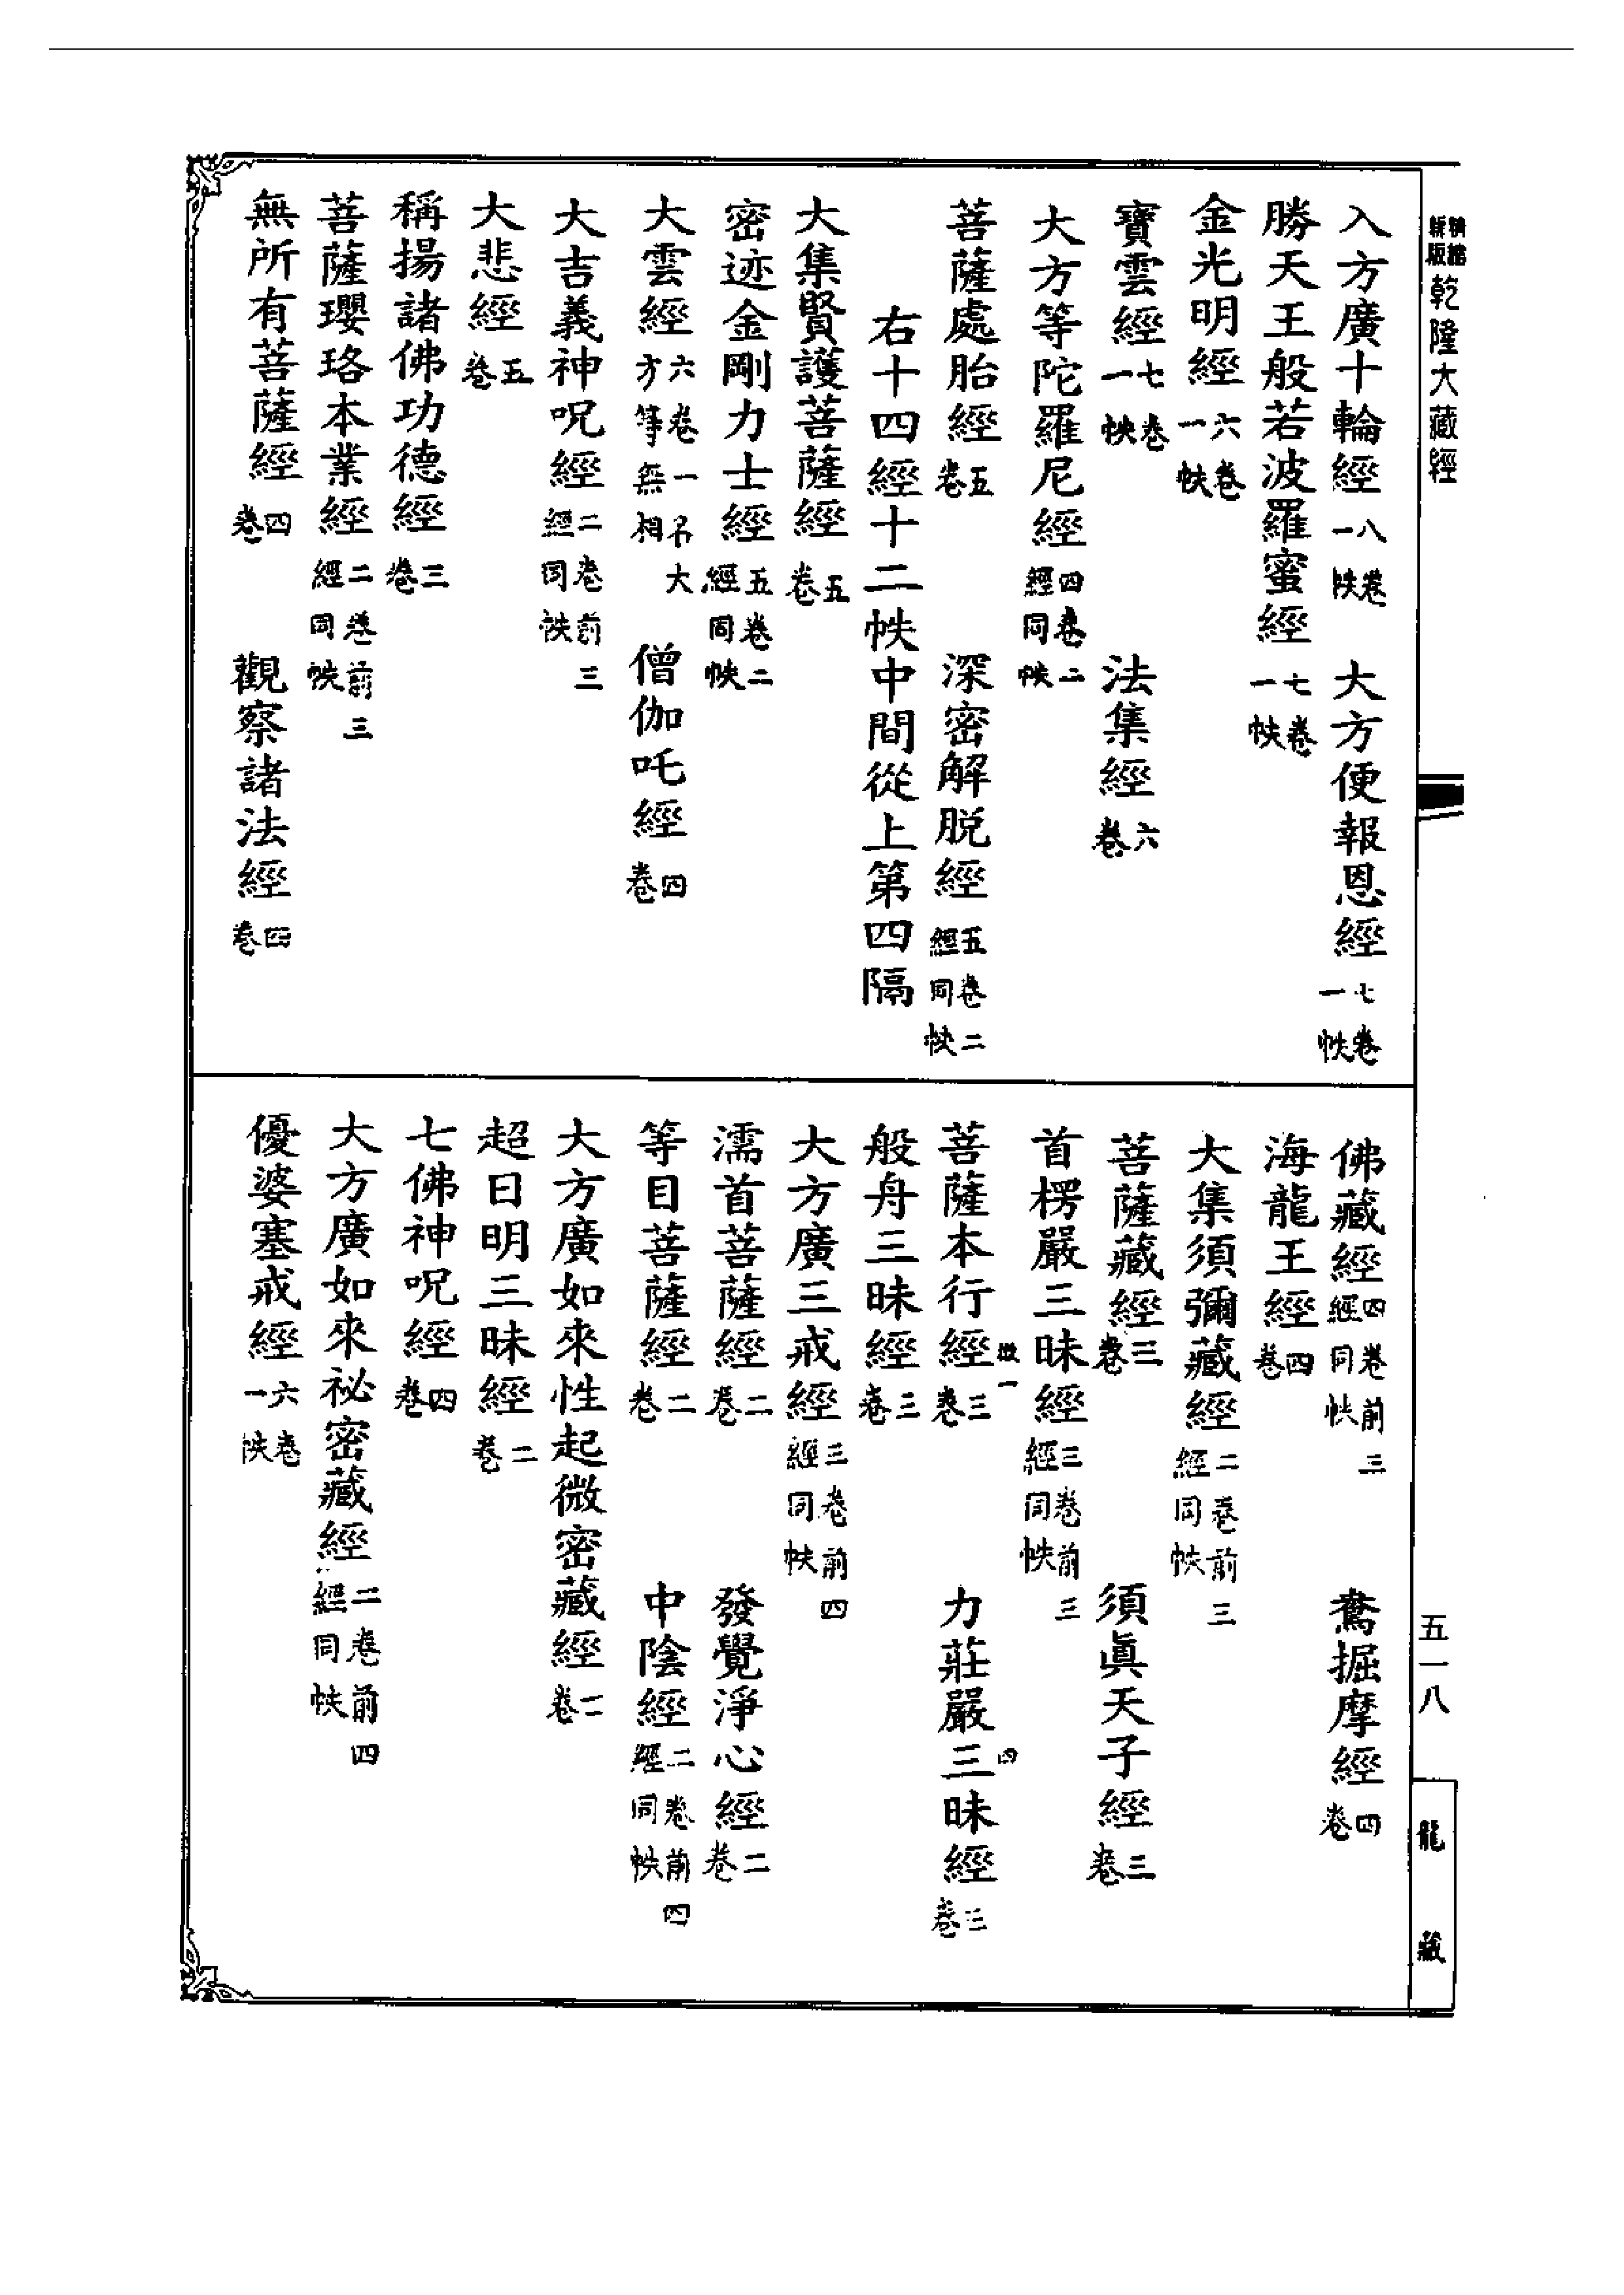 精縮新版乾隆大藏經
入方廣十輪經八卷一帙 大方便報恩經七卷一帙
勝天王般若波羅蜜經七卷一帙
金光明經六卷一帙
寶雲經七卷一帙 法集經六卷
大方等陀羅尼經四卷二經同帙
菩薩處胎經五卷 深密解脫經五卷二經同帙
右十四經十二帙中間從上第四隔
大集賢護菩薩經五卷
密迹金剛力士經五卷二經同帙
大雲經六卷一名大方等無相 僧伽吒經四卷
大吉義神呪經二卷前三經同帙
大悲經五卷
稱揚諸佛功德經三卷
菩薩瓔珞本業經二卷前三經同帙
無所有菩薩經四卷 觀察諸法經四卷
佛藏經四卷前三經同帙 鴦掘摩經四卷
海龍王經四卷
大集須彌藏經二卷前三經同帙
菩薩藏經三卷 須真天子經三卷
首楞嚴三昧經三卷前三經同帙
菩薩本行經三卷 力莊嚴三昧經三卷
一 四
般舟三昧經三卷
大方廣三戒經三卷前四經同帙
濡首菩薩經二卷 發覺淨心經二卷
等目菩薩經二卷 中陰經二卷前四經同帙
大方廣如來性起微密藏經二卷
超日明三昧經二卷
七佛神呪經四卷
大方廣如來祕密藏經二卷前四經同帙
優婆塞戒經六卷一帙
五一八
龍藏